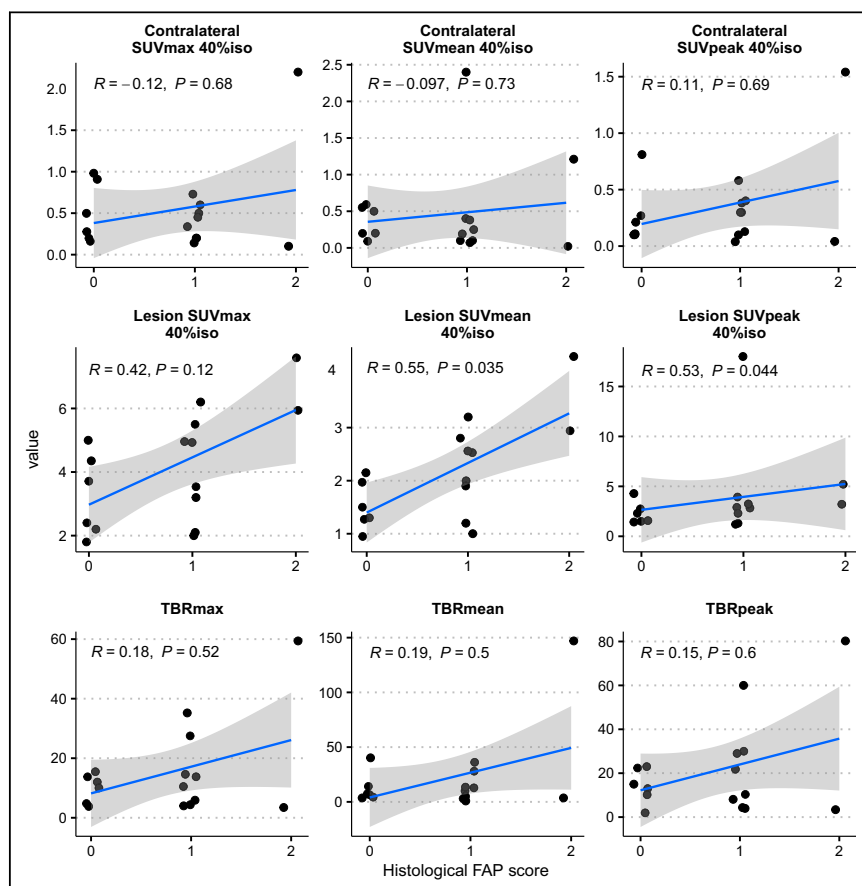 Contralateral
SUVmax 40%iso
Contralateral
SUVmean 40%iso
Contralateral
SUVpeak 40%iso
R = −0.12, P = 0.68
R = −0.097, P = 0.73
R = 0.11, P = 0.69
2.0
1.5
1.0
0.5
0.0
2.5
2.0
1.5
1.0
0.5
0.0
1.5
1.0
0.5
0.0
0 1 2
0 1 2
0 1 2
Lesion SUVmax
40%iso
Lesion SUVmean
40%iso
Lesion SUVpeak
40%iso
R = 0.42, P = 0.12
R = 0.55, P = 0.035
R = 0.53, P = 0.044
value
6
4
2
4
3
2
1
15
10
5
0
0 1 2
0 1 2
0 1 2
TBRmax
TBRmean
TBRpeak
R = 0.18, P = 0.52
R = 0.19, P = 0.5
R = 0.15, P = 0.6
60
40
20
0
150
100
50
0
80
60
40
20
0
0 1 2
0 1 2
0 1 2
Histological FAP score